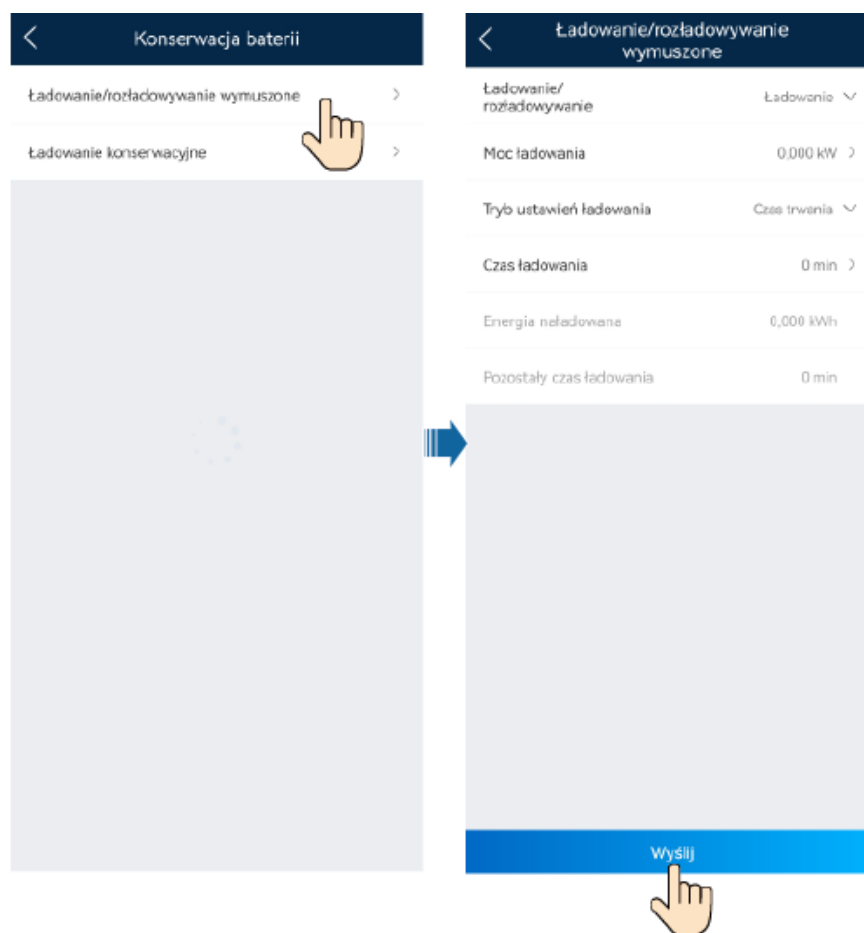 Konserwacja baterii
Ładowanie/rozładowywanie wymuszone
Ładowanie konserwacyjne
Ładowanie/rozładowywanie
wymuszone
Ładowanie/
rozładowywanie
Ładowanie
Moc ładowania
0,000 kW
Tryb ustawień ładowania
Czas trwania
Czas ładowania
0 min
Energia naładowana
0,000 kWh
Pozostały czas ładowania
0 min
Wyślij